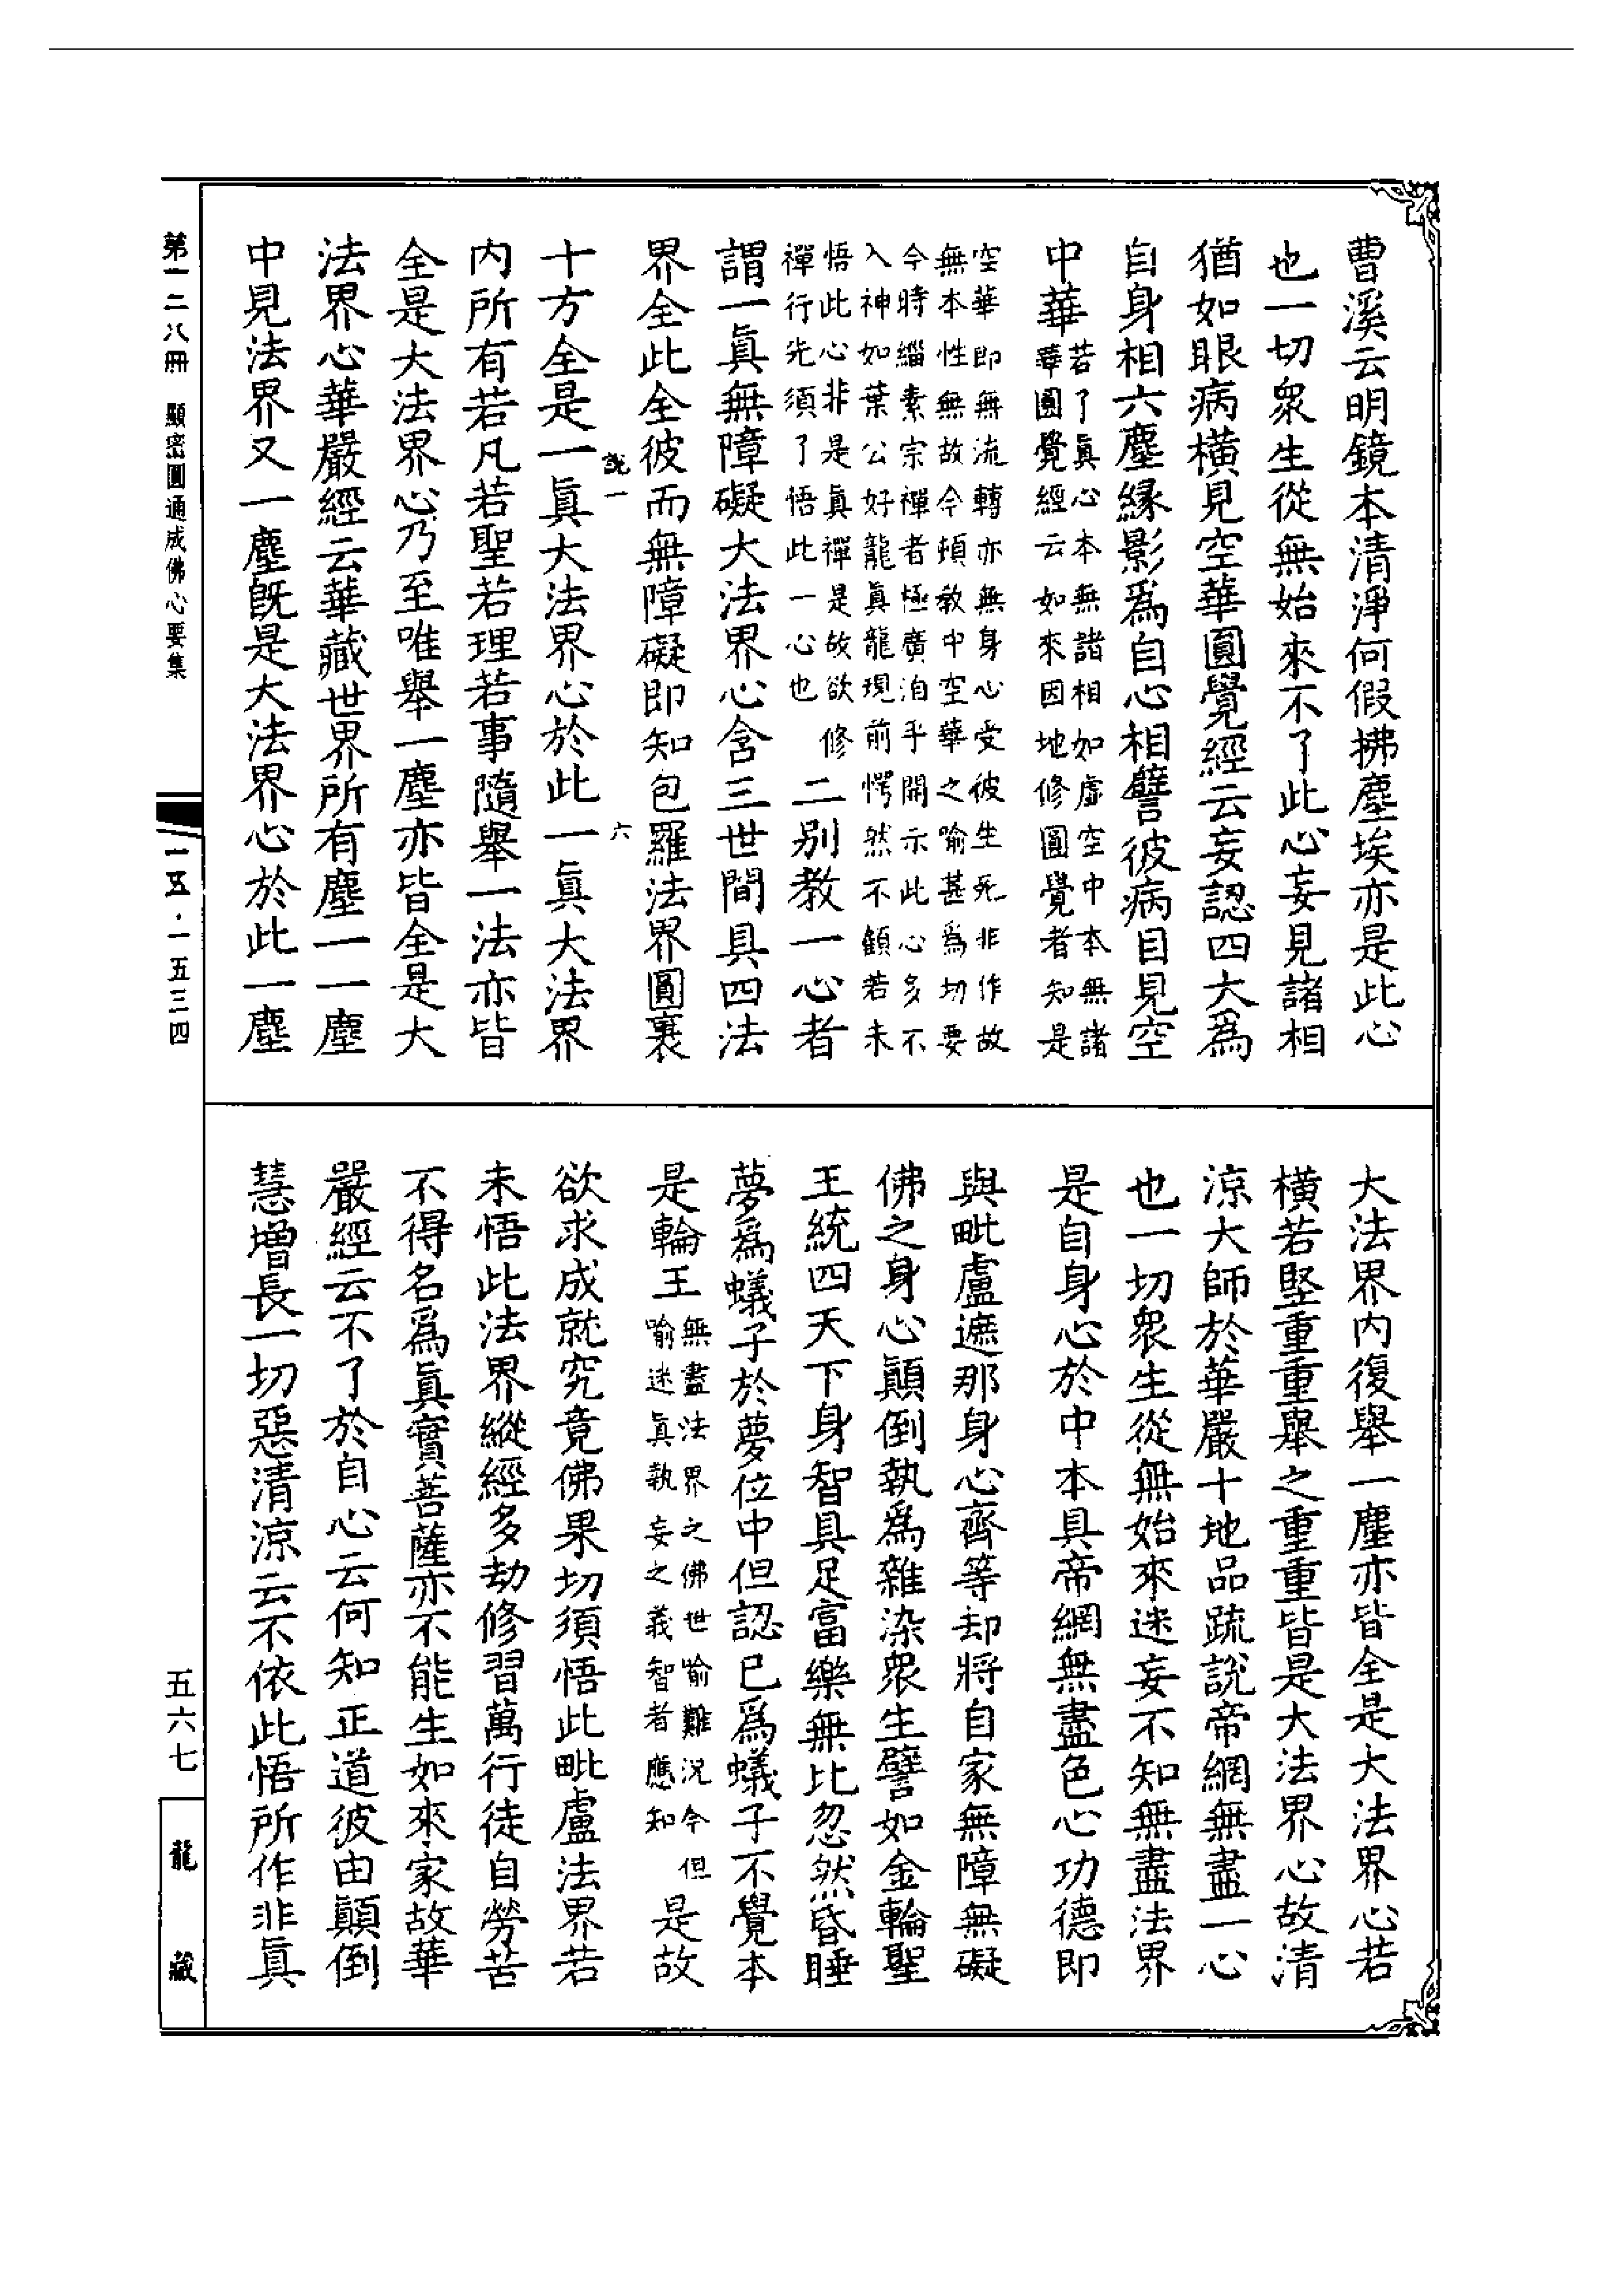 曹溪云明鏡本清淨何假拂塵埃亦是此心
也一切衆生從無始來不了此心妄見諸相
猶如眼病橫見空華圓覺經云妄認四大爲
自身相六塵緣影爲自心相譬彼病目見空
中華
若了眞心本無諸相如虛空中本無諸
華圓覺經云如來因地修圓覺者知是
空華即無流轉亦無身心受彼生死非作故
無本性無故今頓教中空華之喻甚爲切要
今時緇素宗禪者極廣洎乎開示此心多不
入神如葉公好龍眞龍現前愕然不顧若未
悟此心非是眞禪是故欲修
禪行先須了悟此一心也
二別教一心者
謂一眞無障礙大法界心含三世間具四法
界全此全彼而無障礙即知包羅法界圓裹
說一 六
十方全是一眞大法界心於此一眞大法界
內所有若凡若聖若理若事隨舉一法亦皆
全是大法界心乃至唯舉一塵亦皆全是大
法界心華嚴經云華藏世界所有塵一一塵
中見法界又一塵既是大法界心於此一塵
大法界內復舉一塵亦皆全是大法界心若
橫若竪重重舉之重重皆是大法界心故清
涼大師於華嚴十地品疏說帝網無盡一心
也一切衆生從無始來迷妄不知無盡法界
是自身心於中本具帝網無盡色心功德即
與毗盧遮那身心齊等却將自家無障無礙
佛之身心顛倒執爲雜染衆生譬如金輪聖
王統四天下身智具足富樂無比忽然昏睡
夢爲蟻子於夢位中但認己爲蟻子不覺本
是輪王
無盡法界之佛世喻難況今但
喻迷眞執妄之義智者應知
是故
欲求成就究竟佛果切須悟此毗盧法界若
未悟此法界縱經多劫修習萬行徒自勞苦
不得名爲眞實菩薩亦不能生如來家故華
嚴經云不了於自心云何知正道彼由顛倒
慧增長一切惡清涼云不依此悟所作非眞
第一二八冊 顯密圓通成佛心要集
一五·一五三四
五六七
龍藏